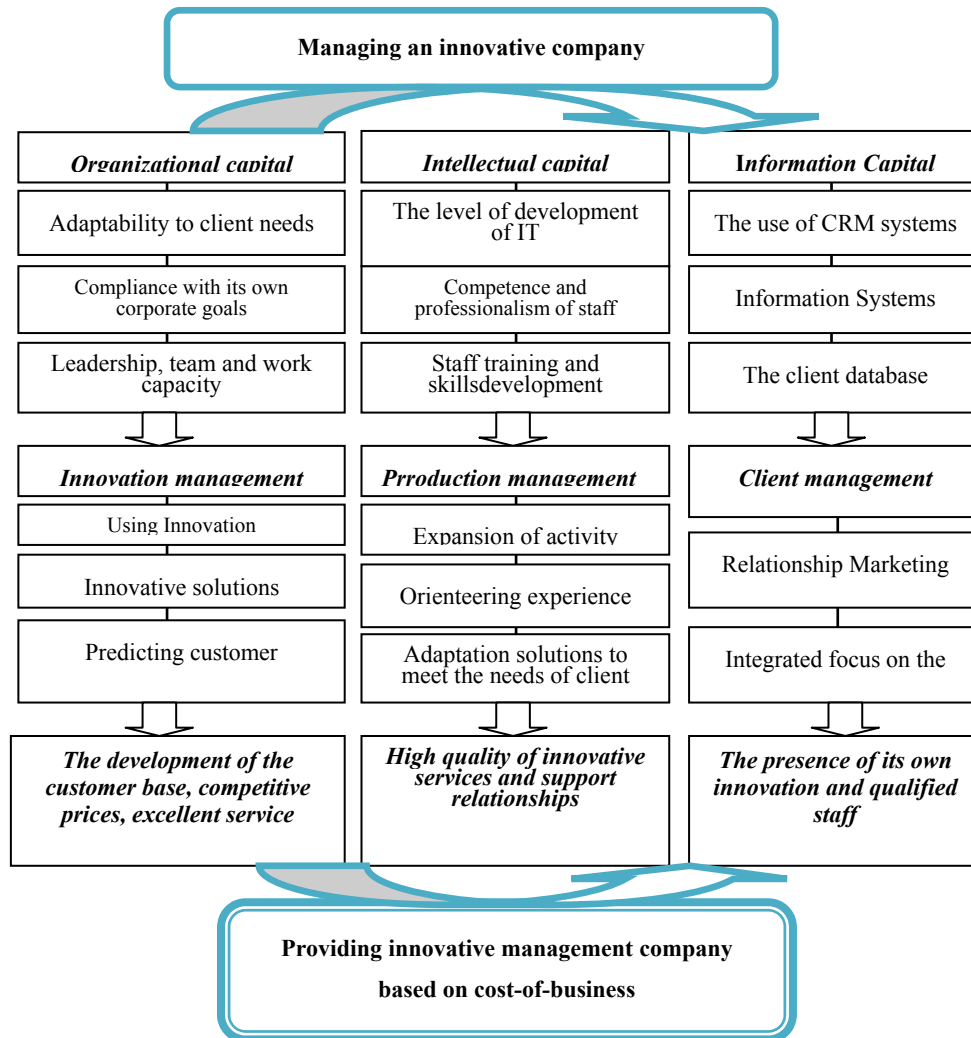 Managing an innovative company
Organizational capital
Intellectual capital
Information Capital
Adaptability to client needs
The level of development
of IT
The use of CRM systems
Compliance with its own
corporate goals
Competence and
professionalism of staff
Information Systems
Leadership, team and work
capacity
Staff training and
skillsdevelopment
The client database
Innovation management
Prroduction management
Client management
Using Innovation
Expansion of activity
Relationship Marketing
Innovative solutions
Orienteering experience
Predicting customer
Adaptation solutions to
meet the needs of client
Integrated focus on the
The development of the
customer base, competitive
prices, excellent service
High quality of innovative
services and support
relationships
The presence of its own
innovation and qualified
staff
Providing innovative management company
based on cost-of-business